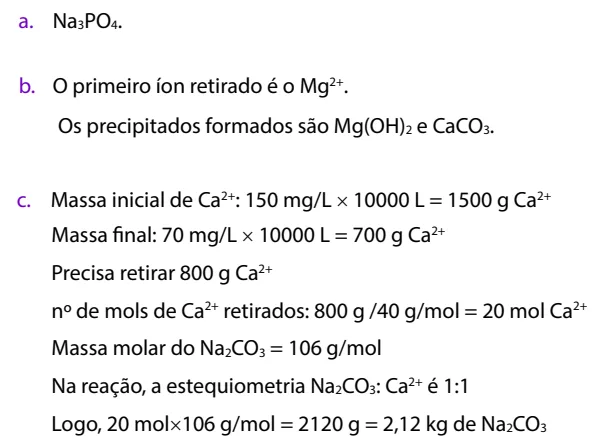 a. Na₃PO₄.
b. O primeiro íon retirado é o Mg²⁺.
Os precipitados formados são Mg(OH)₂ e CaCO₃.
c. Massa inicial de Ca²⁺: 150 mg/L × 10000 L = 1500 g Ca²⁺
Massa final: 70 mg/L × 10000 L = 700 g Ca²⁺
Precisa retirar 800 g Ca²⁺
nº de mols de Ca²⁺ retirados: 800 g /40 g/mol = 20 mol Ca²⁺
Massa molar do Na₂CO₃ = 106 g/mol
Na reação, a estequiometria Na₂CO₃: Ca²⁺ é 1:1
Logo, 20 mol×106 g/mol = 2120 g = 2,12 kg de Na₂CO₃